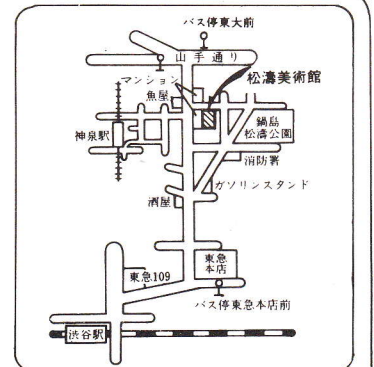 バス停東大前
山手通り
マンション
松濤美術館
魚屋
鍋島
松濤公園
神泉駅
消防署
ガソリンスタンド
酒屋
東急
本店
東急109
バス停東急本店前
渋谷駅